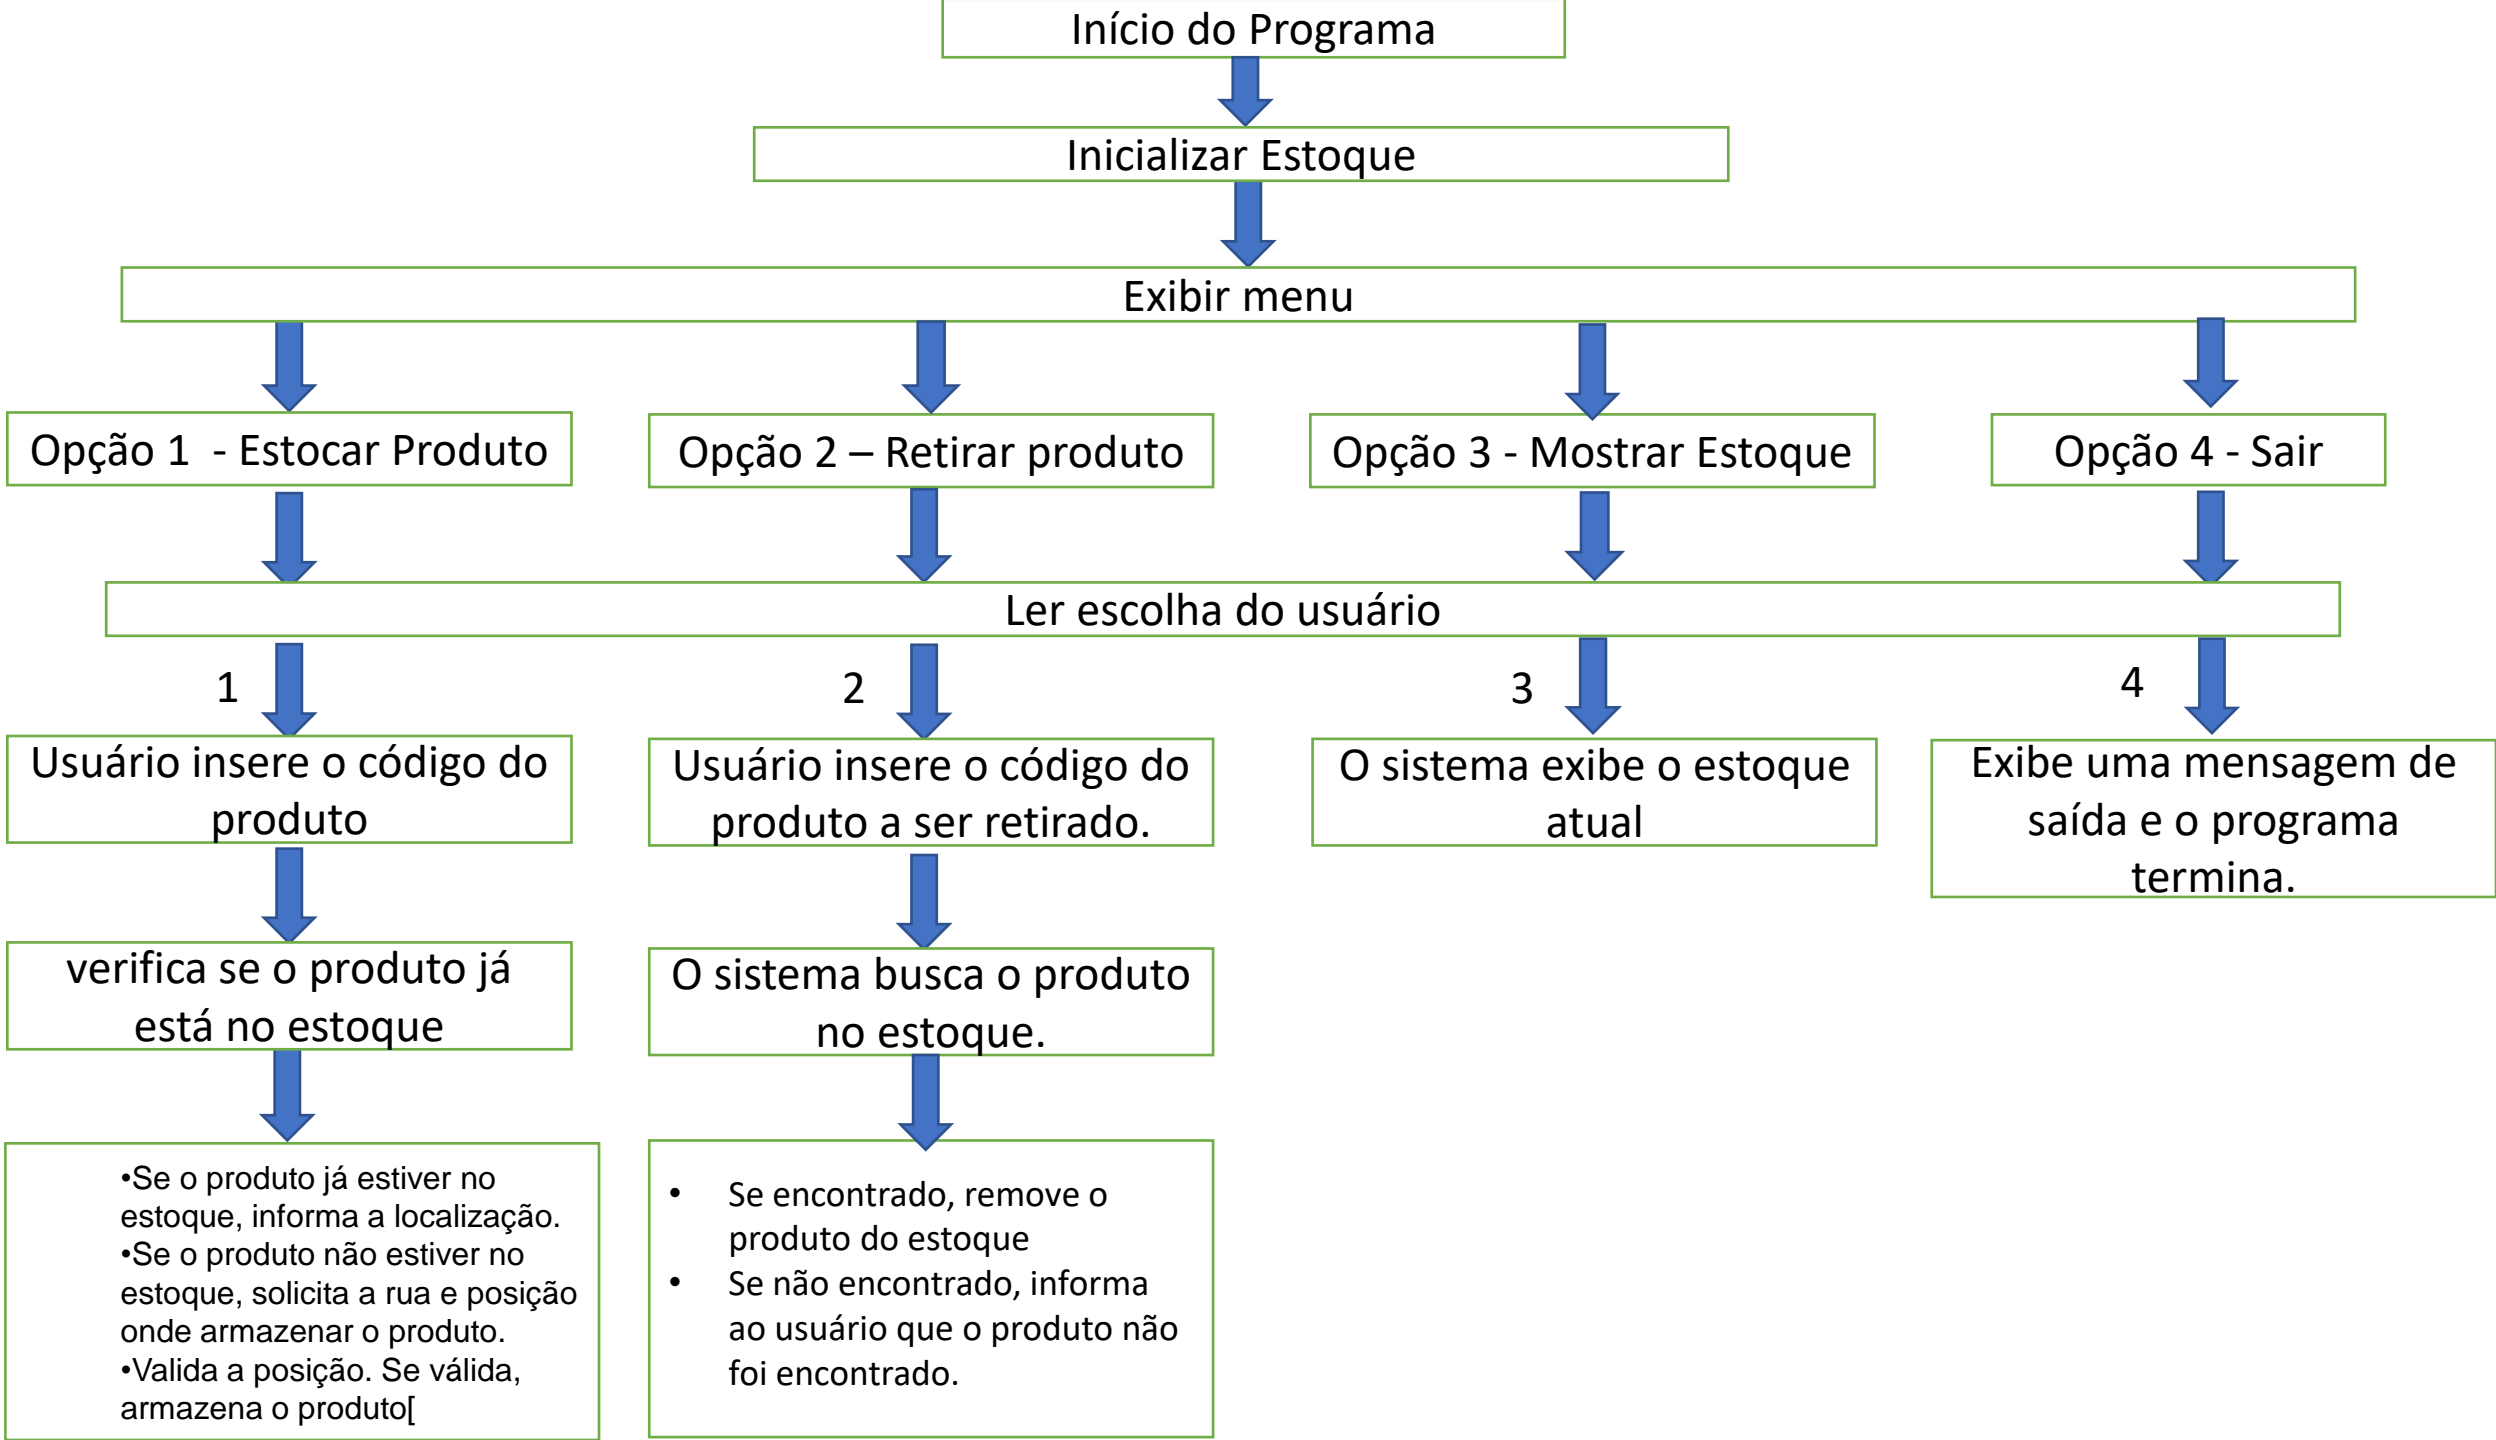 Início do Programa
Inicializar Estoque
Exibir menu
Opção 1  - Estocar Produto
Opção 2 – Retirar produto
Opção 3 - Mostrar Estoque
Opção 4 - Sair
Ler escolha do usuário
1
2
3
4
Usuário insere o código do
produto
Usuário insere o código do
produto a ser retirado.
O sistema exibe o estoque
atual
Exibe uma mensagem de
saída e o programa
termina.
verifica se o produto já
está no estoque
O sistema busca o produto
no estoque.
•Se o produto já estiver no
estoque, informa a localização.
•Se o produto não estiver no
estoque, solicita a rua e posição
onde armazenar o produto.
•Valida a posição. Se válida,
armazena o produto[
• Se encontrado, remove o
produto do estoque
• Se não encontrado, informa
ao usuário que o produto não
foi encontrado.